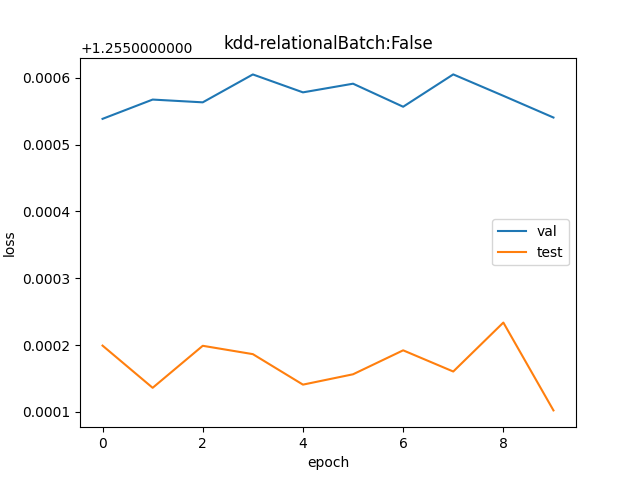 +1.2550000000
kdd-relationalBatch:False
0.0006
0.0005
0.0004
0.0003
0.0002
0.0001
loss
val
test
0 2 4 6 8
epoch